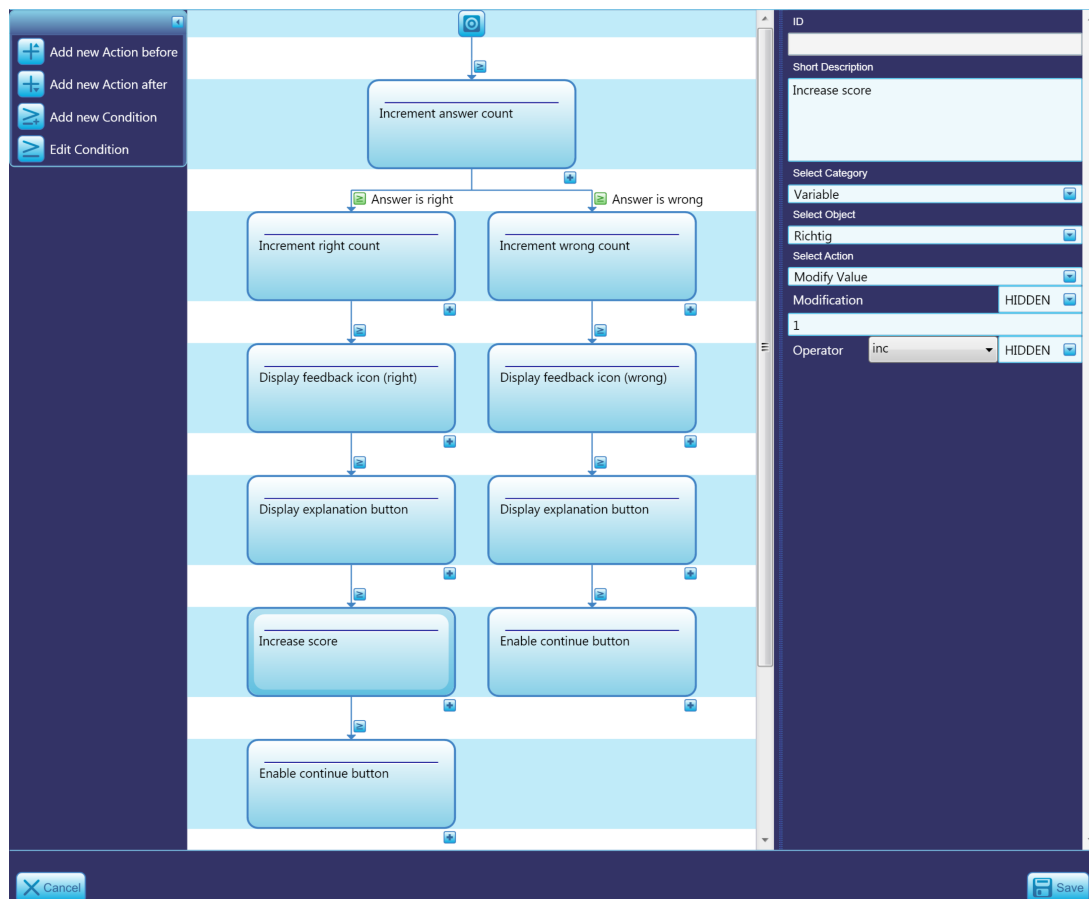 Add new Action before
Add new Action after
Add new Condition
Edit Condition
Increment answer count
Answer is right
Answer is wrong
Increment right count
Increment wrong count
Display feedback icon (right)
Display feedback icon (wrong)
Display explanation button
Display explanation button
Increase score
Enable continue button
Enable continue button
ID
Short Description
Increase score
Select Category
Variable
Select Object
Richtig
Select Action
Modify Value
Modification HIDDEN
1
Operator inc HIDDEN
Cancel
Save